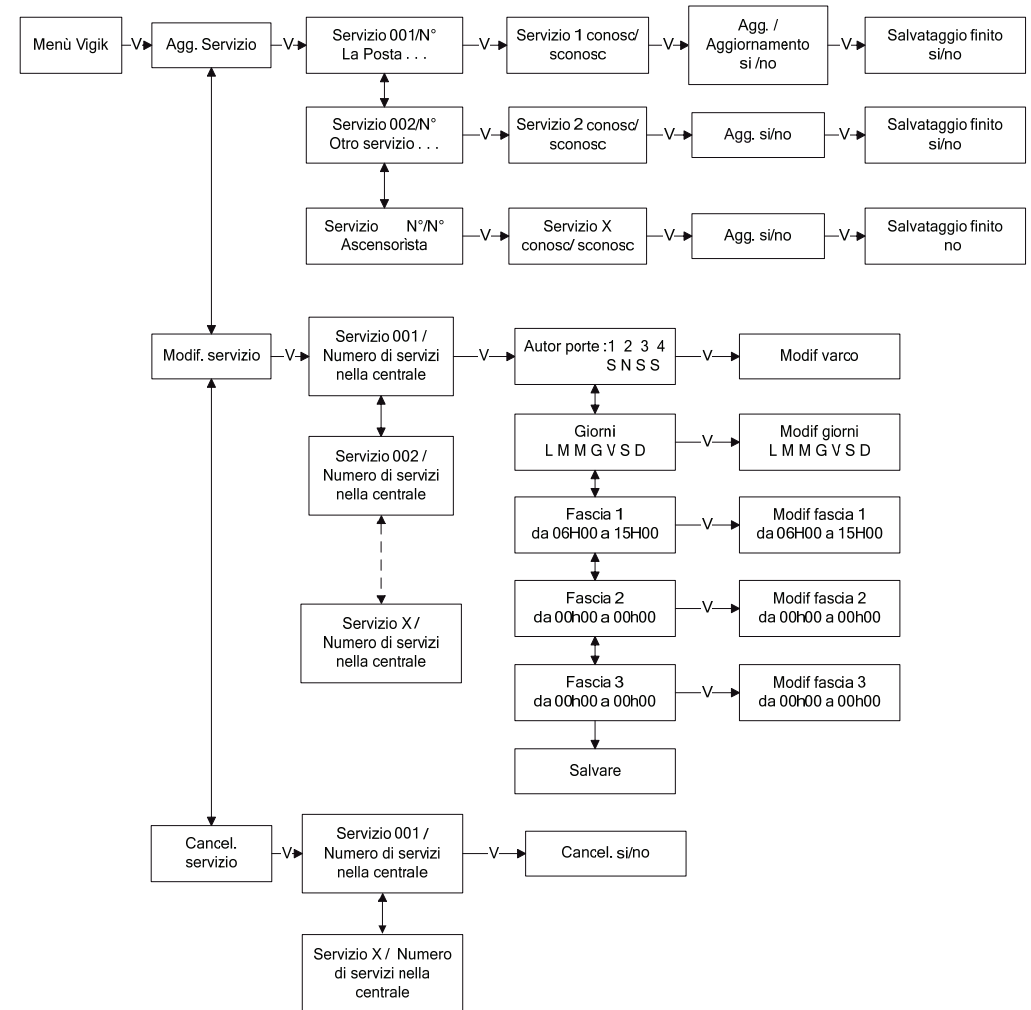 Menù Vigik
V
Agg. Servizio
V
Servizio 001/N°
La Posta . . .
V
Servizio 1 conosc/
sconosc
V
Agg. /
Aggiornamento
si /no
V
Salvataggio finito
si/no
Servizio 002/N°
Otro servizio . . .
V
Servizio 2 conosc/
sconosc
V
Agg. si/no
V
Salvataggio finito
si/no
Servizio N°/N°
Ascensorista
V
Servizio X
conosc/ sconosc
V
Agg. si/no
V
Salvataggio finito
no
Modif. servizio
V
Servizio 001 /
Numero di servizi
nella centrale
V
Autor porte :1 2 3 4
S N S S
V
Modif varco
Servizio 002 /
Numero di servizi
nella centrale
Giorni
L M M G V S D
V
Modif giorni
L M M G V S D
Fascia 1
da 06H00 a 15H00
V
Modif fascia 1
da 06H00 a 15H00
Servizio X /
Numero di servizi
nella centrale
Fascia 2
da 00h00 a 00h00
V
Modif fascia 2
da 00h00 a 00h00
Fascia 3
da 00h00 a 00h00
V
Modif fascia 3
da 00h00 a 00h00
Salvare
Cancel.
servizio
V
Servizio 001 /
Numero di servizi
nella centrale
V
Cancel. si/no
Servizio X / Numero
di servizi nella
centrale